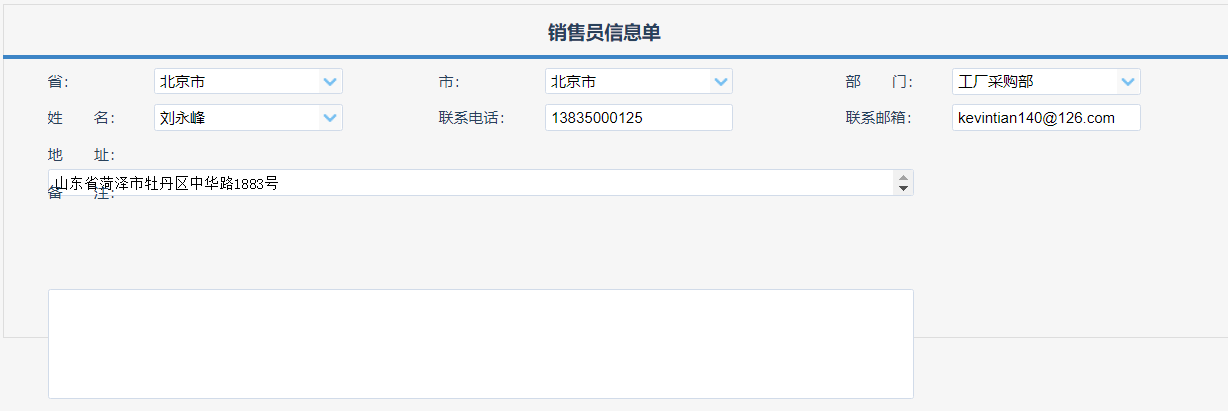 销售员信息单
省： 北京市 市： 北京市 部 门： 工厂采购部
姓 名： 刘永峰 联系电话： 13835000125 联系邮箱： kevintian140@126.com
地 址：
山东省菏泽市牡丹区中华路1883号
备 注：